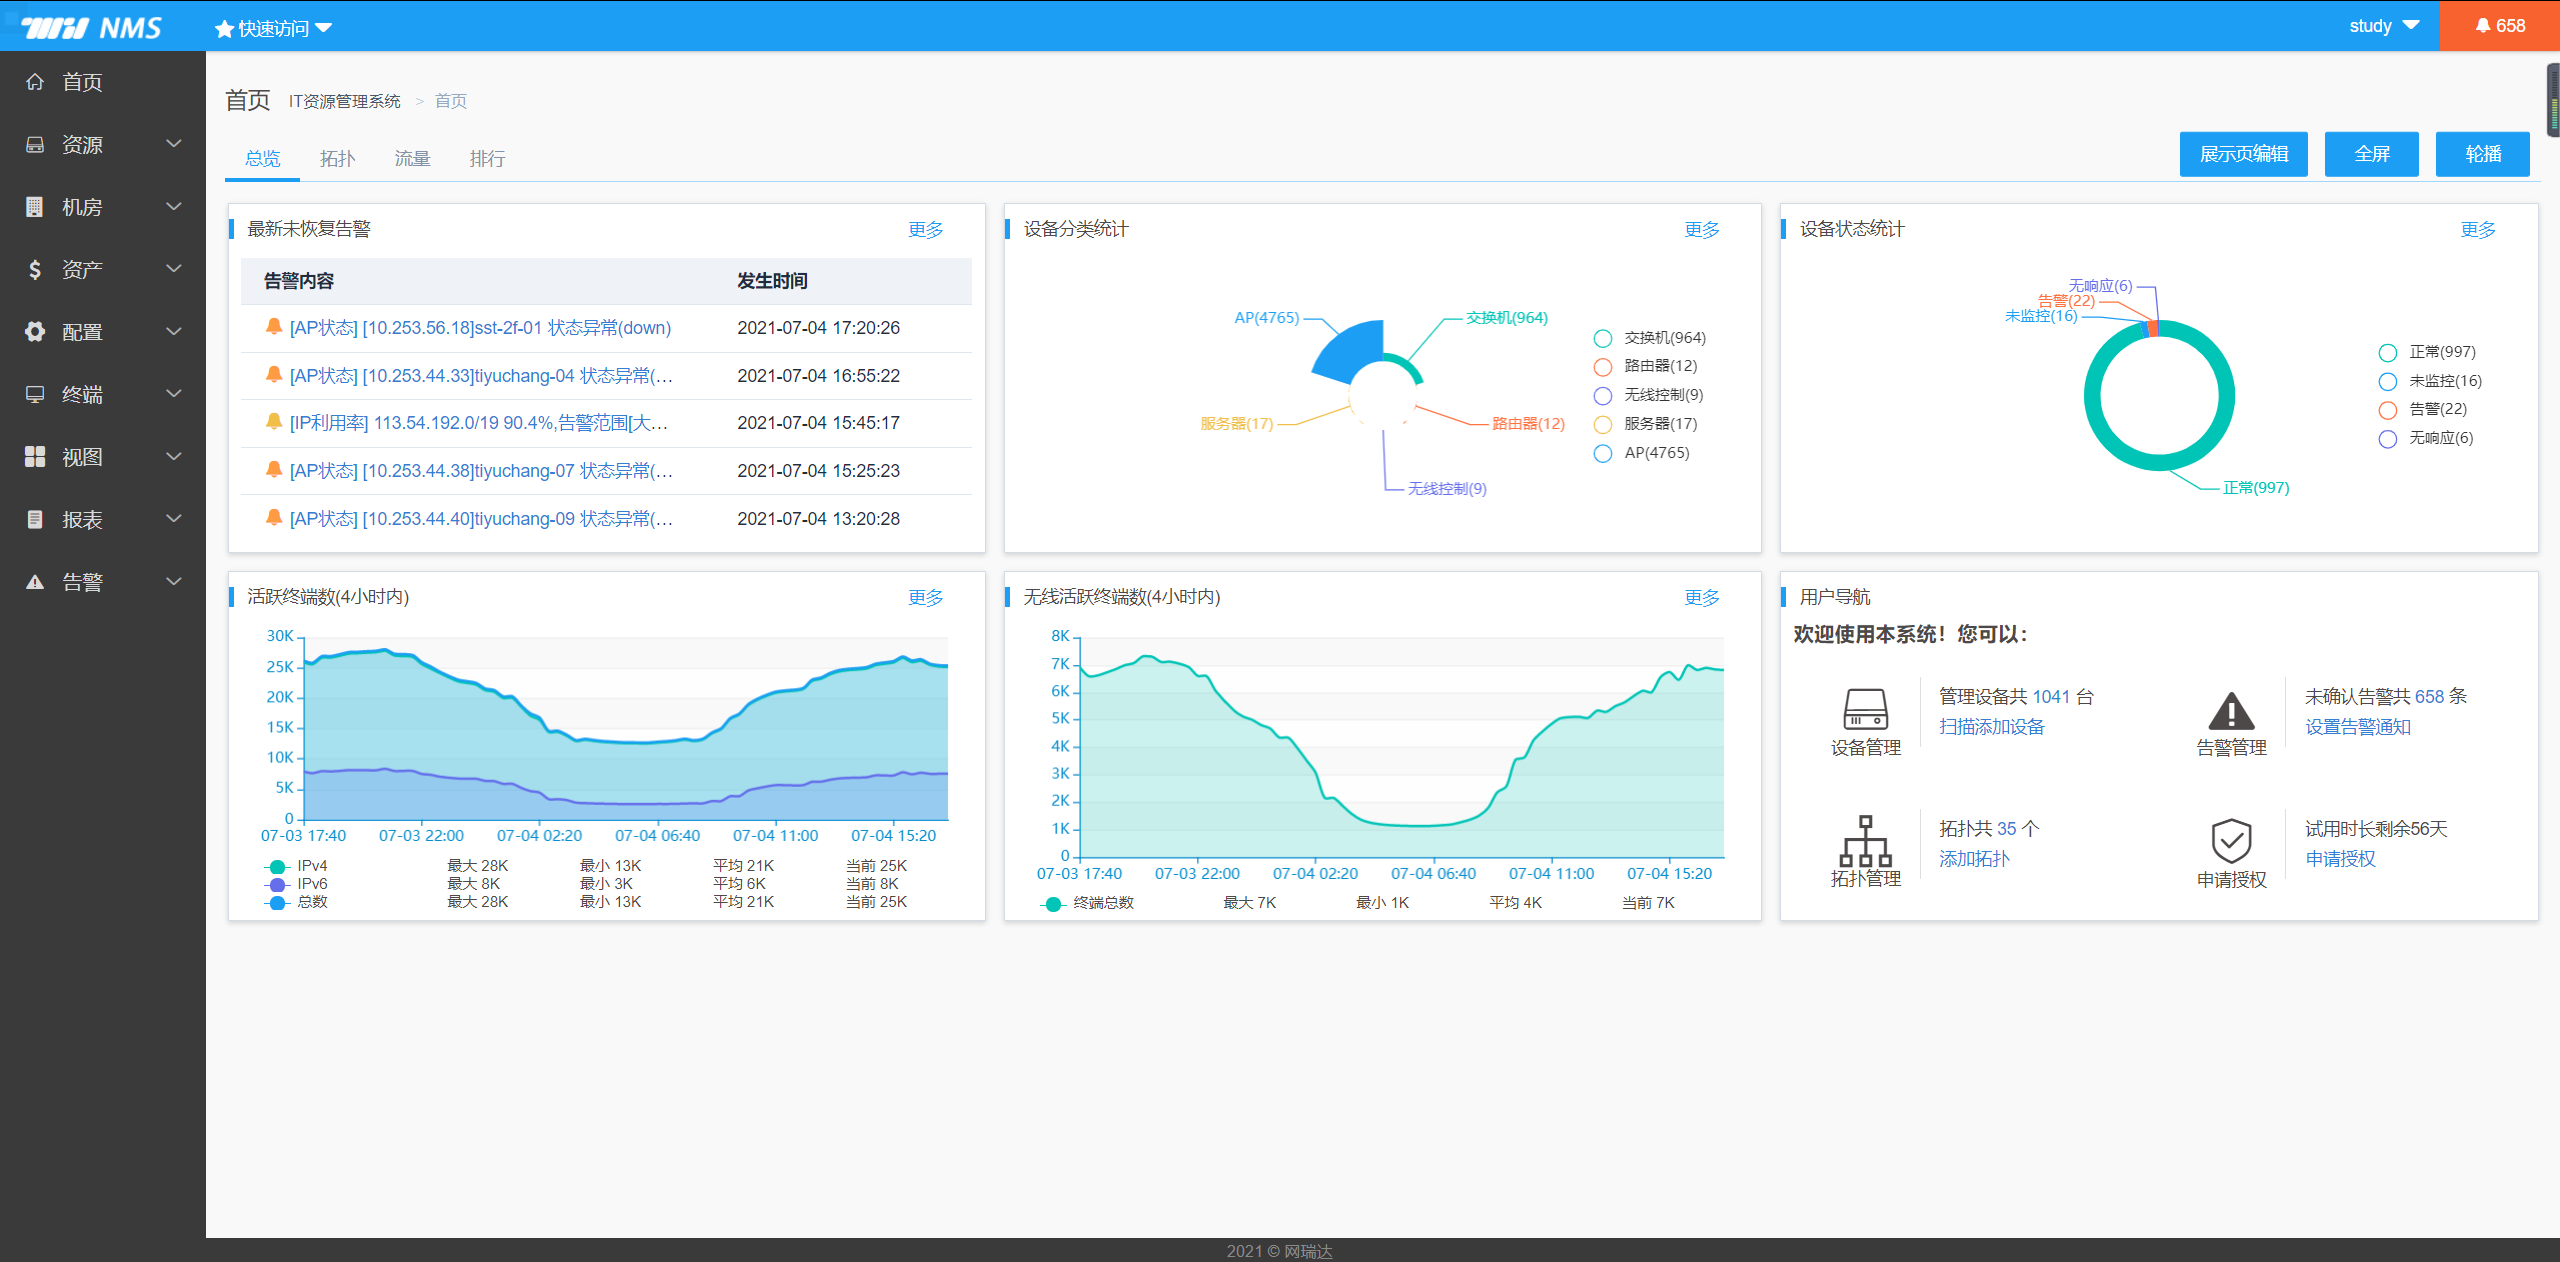 NMS
快速访问
study
658
首页
资源
机房
资产
配置
终端
视图
报表
告警
首页 IT资源管理系统 > 首页
总览 拓扑 流量 排行
展示页编辑 全屏 轮播
最新未恢复告警 更多
告警内容 发生时间
[AP状态] [10.253.56.18]sst-2f-01 状态异常(down) 2021-07-04 17:20:26
[AP状态] [10.253.44.33]tiyuchang-04 状态异常(... 2021-07-04 16:55:22
[IP利用率] 113.54.192.0/19 90.4%,告警范围[大... 2021-07-04 15:45:17
[AP状态] [10.253.44.38]tiyuchang-07 状态异常(... 2021-07-04 15:25:23
[AP状态] [10.253.44.40]tiyuchang-09 状态异常(... 2021-07-04 13:20:28
设备分类统计 更多
AP(4765)
交换机(964)
服务器(17)
路由器(12)
无线控制(9)
交换机(964)
路由器(12)
无线控制(9)
服务器(17)
AP(4765)
设备状态统计 更多
无响应(6)
告警(22)
未监控(16)
正常(997)
正常(997)
未监控(16)
告警(22)
无响应(6)
活跃终端数(4小时内) 更多
30K
25K
20K
15K
10K
5K
0
07-03 17:40 07-03 22:00 07-04 02:20 07-04 06:40 07-04 11:00 07-04 15:20
IPv4 最大 28K 最小 13K 平均 21K 当前 25K
IPv6 最大 8K 最小 3K 平均 6K 当前 8K
总数 最大 28K 最小 13K 平均 21K 当前 25K
无线活跃终端数(4小时内) 更多
8K
7K
6K
5K
4K
3K
2K
1K
0
07-03 17:40 07-03 22:00 07-04 02:20 07-04 06:40 07-04 11:00 07-04 15:20
终端总数 最大 7K 最小 1K 平均 4K 当前 7K
用户导航
欢迎使用本系统！您可以：
设备管理
管理设备共 1041 台
扫描添加设备
告警管理
未确认告警共 658 条
设置告警通知
拓扑管理
拓扑共 35 个
添加拓扑
申请授权
试用时长剩余56天
申请授权
2021 © 网瑞达